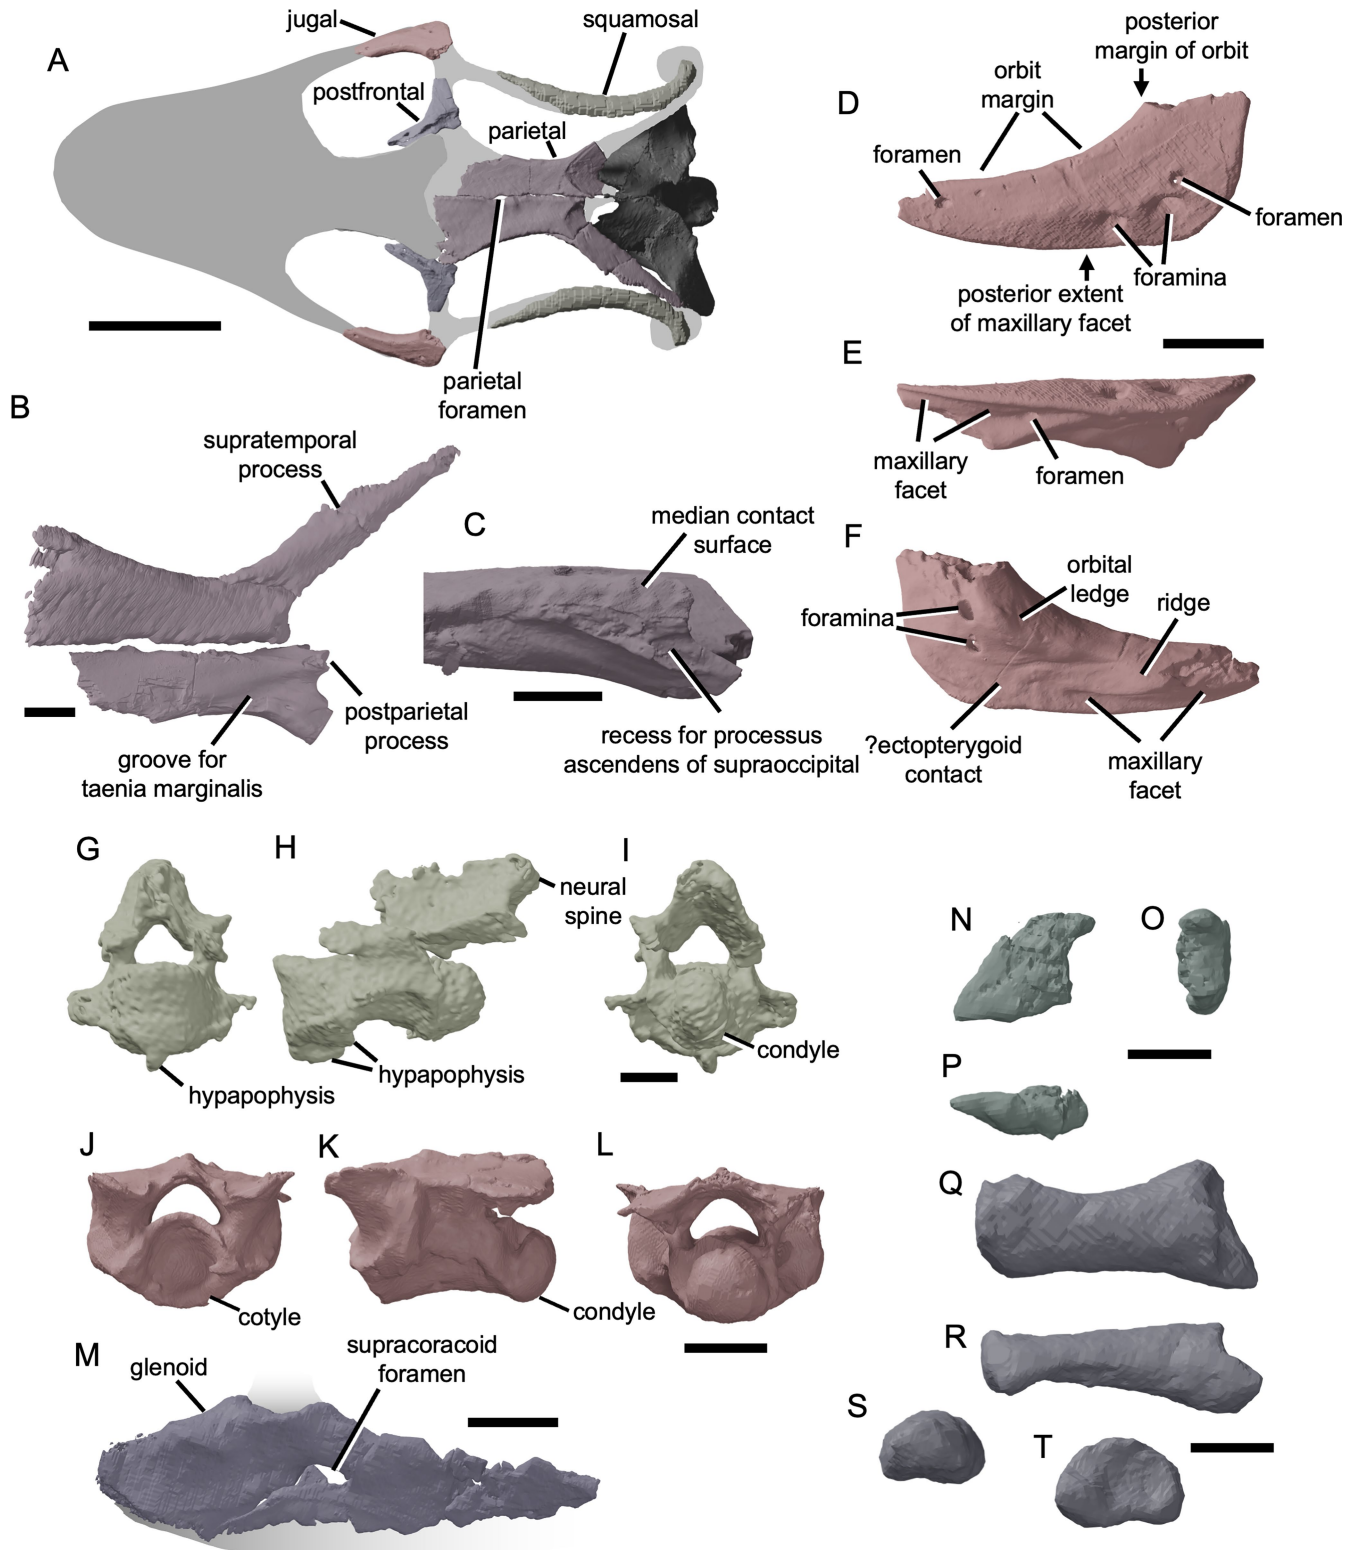 A
jugal
squamosal
postfrontal
parietal
parietal
foramen
B
supratemporal
process
postparietal
process
groove for
taenia marginalis
C
median contact
surface
recess for processus
ascendens of supraoccipital
D
posterior
margin of orbit
orbit
margin
foramen
foramen
foramina
posterior extent
of maxillary facet
E
maxillary
facet
foramen
F
orbital
ledge
ridge
foramina
?ectopterygoid
contact
maxillary
facet
G
hypapophysis
H
neural
spine
hypapophysis
I
condyle
J
cotyle
K
condyle
L
M
glenoid
supracoracoid
foramen
N
O
P
Q
R
S
T